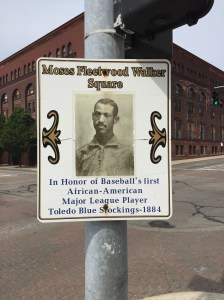 Moses Fleetwood Walker
Square
In Honor of Baseball's first
African-American
Major League Player
Toledo Blue Stockings-1884